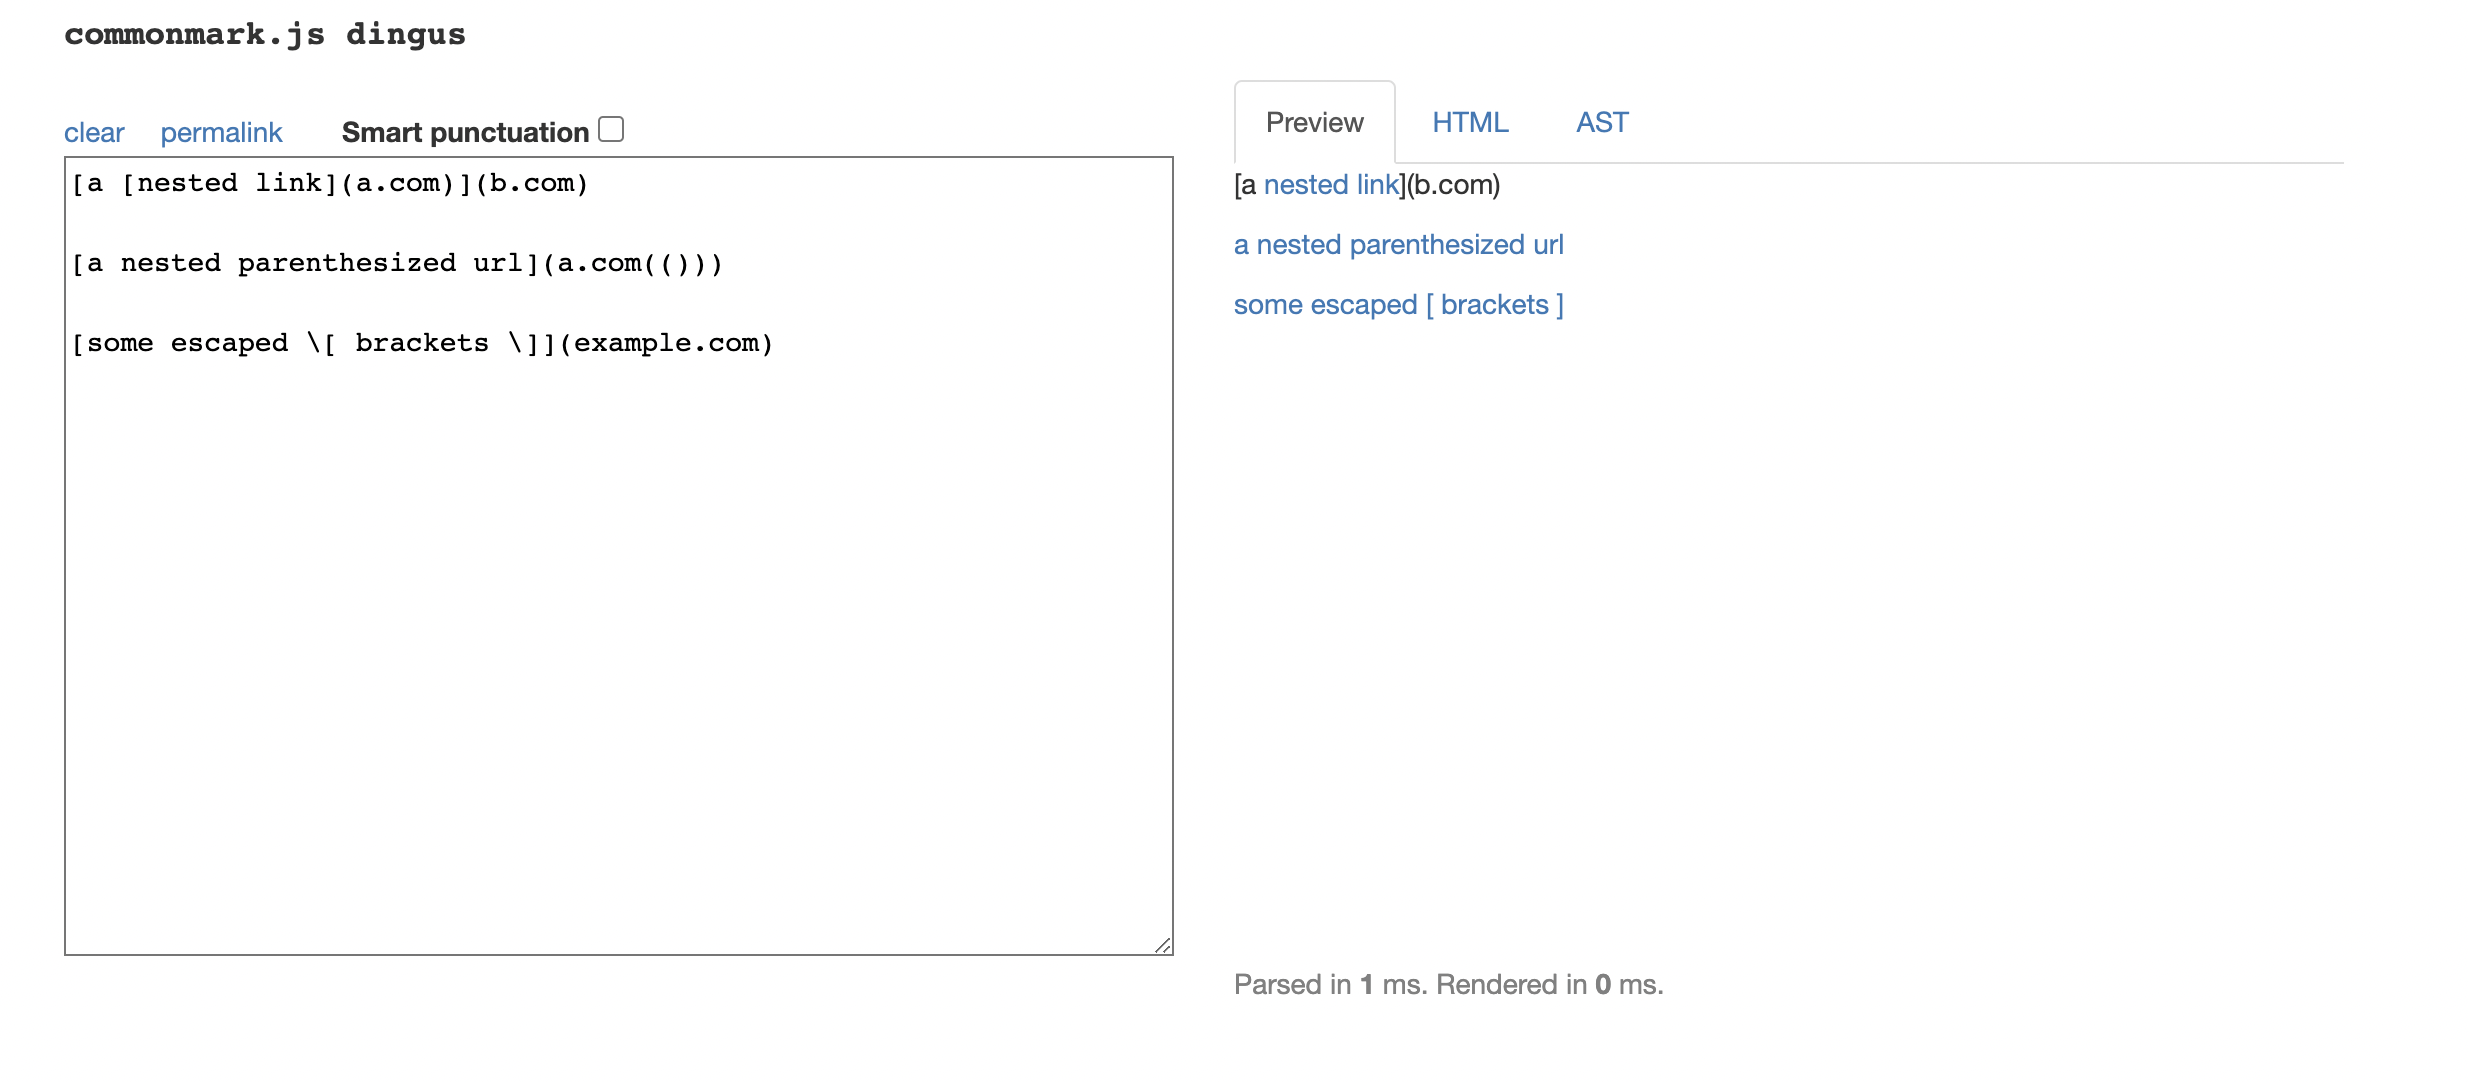 commonmark.js dingus
clear permalink Smart punctuation
[a [nested link](a.com)](b.com)
[a nested parenthesized url](a.com(()))
[some escaped \[ brackets \]](example.com)
Preview HTML AST
[a nested link](b.com)
a nested parenthesized url
some escaped [ brackets ]
Parsed in 1 ms. Rendered in 0 ms.